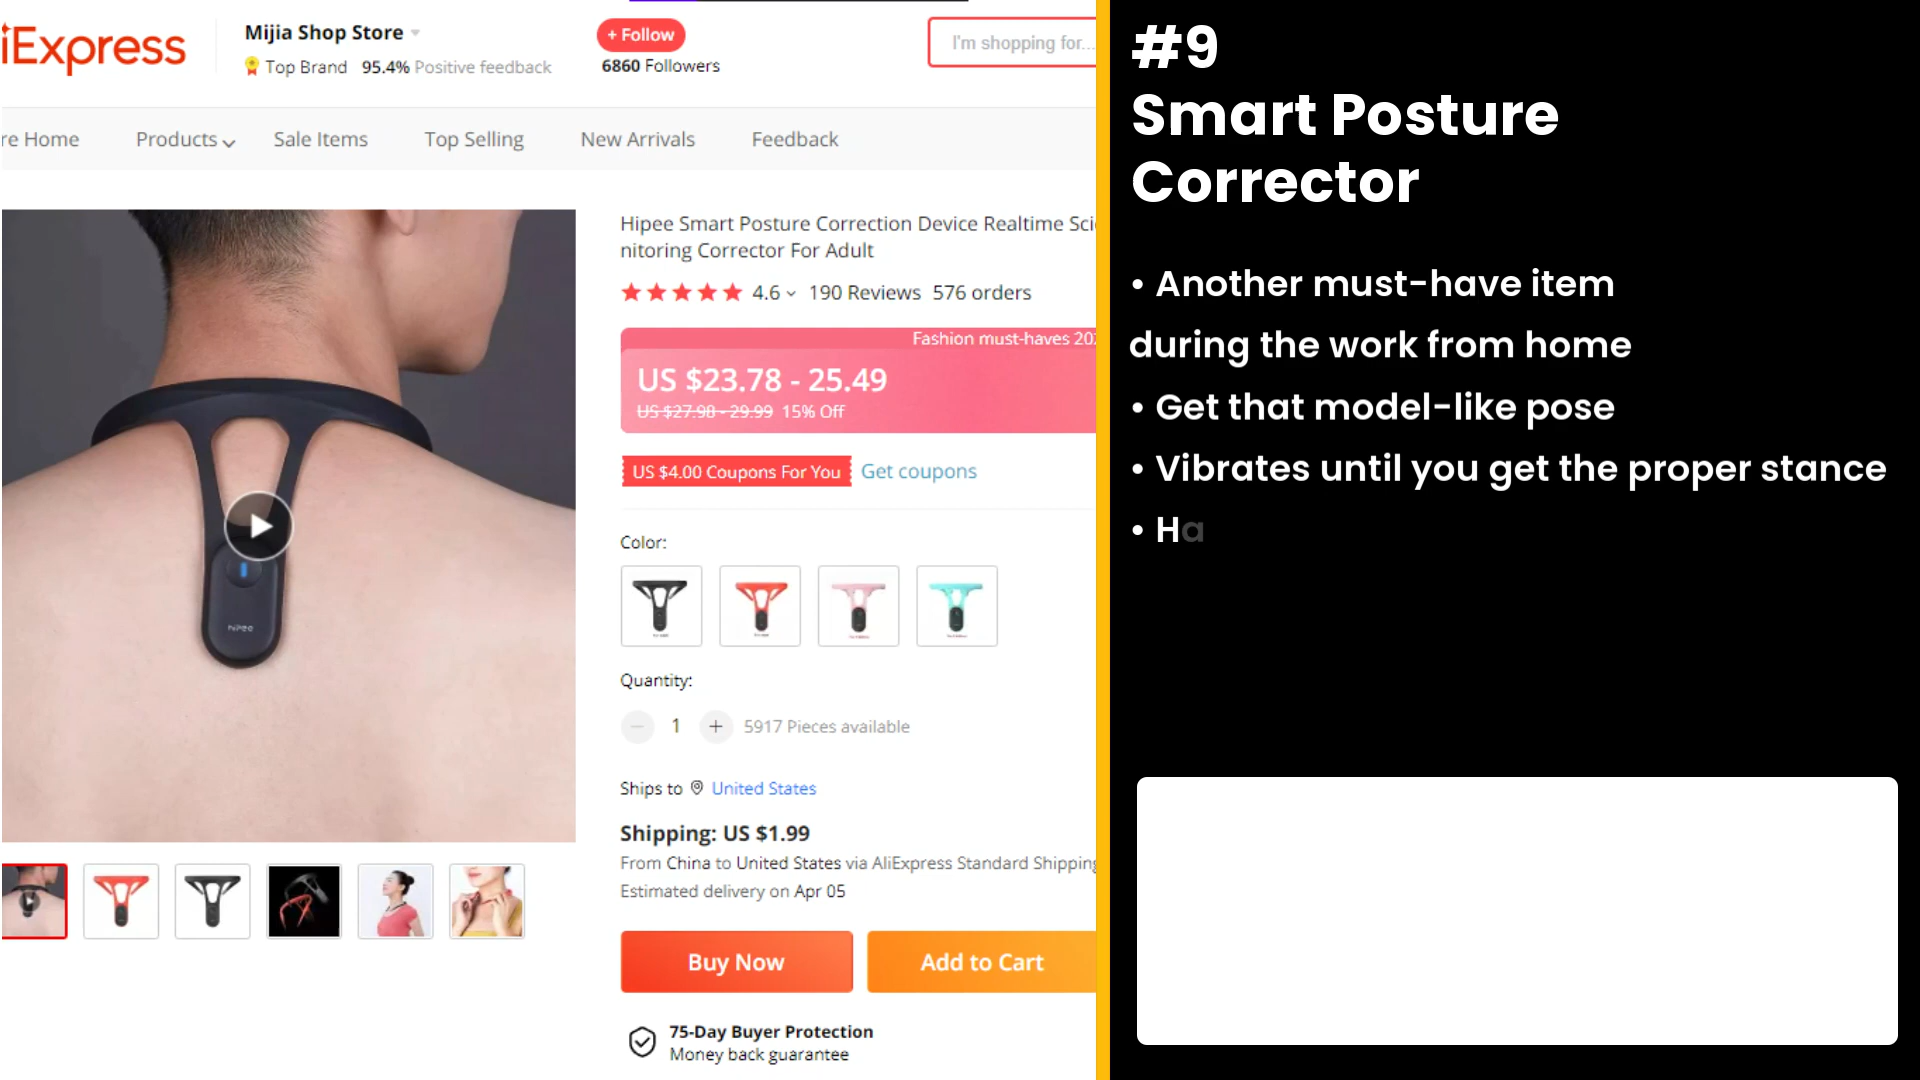 iExpress
Mijia Shop Store
Top Brand 95.4% Positive feedback
+ Follow
6860 Followers
I'm shopping for...
re Home Products Sale Items Top Selling New Arrivals Feedback
Hipee Smart Posture Correction Device Realtime Sci
nitoring Corrector For Adult
4.6 190 Reviews 576 orders
Fashion must-haves 202
US $23.78 - 25.49
US $27.98 - 29.99 15% Off
US $4.00 Coupons For You Get coupons
Color:
Quantity:
1 + 5917 Pieces available
Ships to United States
Shipping: US $1.99
From China to United States via AliExpress Standard Shipping
Estimated delivery on Apr 05
Buy Now Add to Cart
75-Day Buyer Protection
Money back guarantee
hipee
#9
Smart Posture
Corrector
• Another must-have item
during the work from home
• Get that model-like pose
• Vibrates until you get the proper stance
• Ha